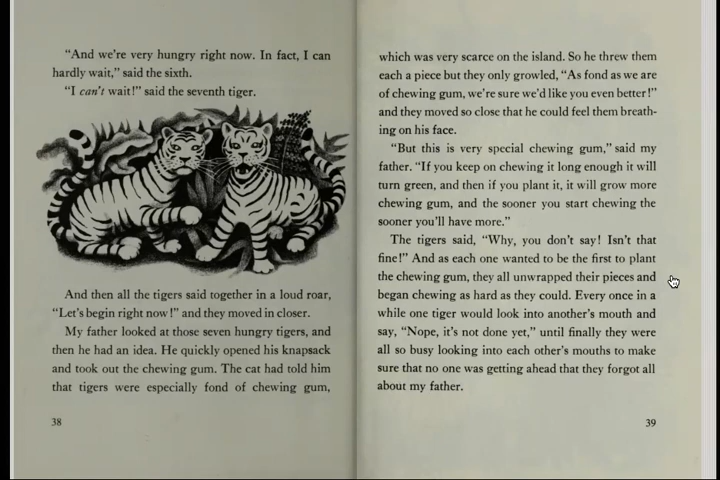 “And we’re very hungry right now. In fact, I can
hardly wait,” said the sixth.
“I can’t wait!” said the seventh tiger.
And then all the tigers said together in a loud roar,
“Let’s begin right now!” and they moved in closer.
My father looked at those seven hungry tigers, and
then he had an idea. He quickly opened his knapsack
and took out the chewing gum. The cat had told him
that tigers were especially fond of chewing gum,
38
which was very scarce on the island. So he threw them
each a piece but they only growled, “As fond as we are
of chewing gum, we’re sure we’d like you even better!”
and they moved so close that he could feel them breath-
ing on his face.
“But this is very special chewing gum,” said my
father. “If you keep on chewing it long enough it will
turn green, and then if you plant it, it will grow more
chewing gum, and the sooner you start chewing the
sooner you’ll have more.”
The tigers said, “Why, you don’t say! Isn’t that
fine!” And as each one wanted to be the first to plant
the chewing gum, they all unwrapped their pieces and
began chewing as hard as they could. Every once in a
while one tiger would look into another’s mouth and
say, “Nope, it’s not done yet,” until finally they were
all so busy looking into each other’s mouths to make
sure that no one was getting ahead that they forgot all
about my father.
39